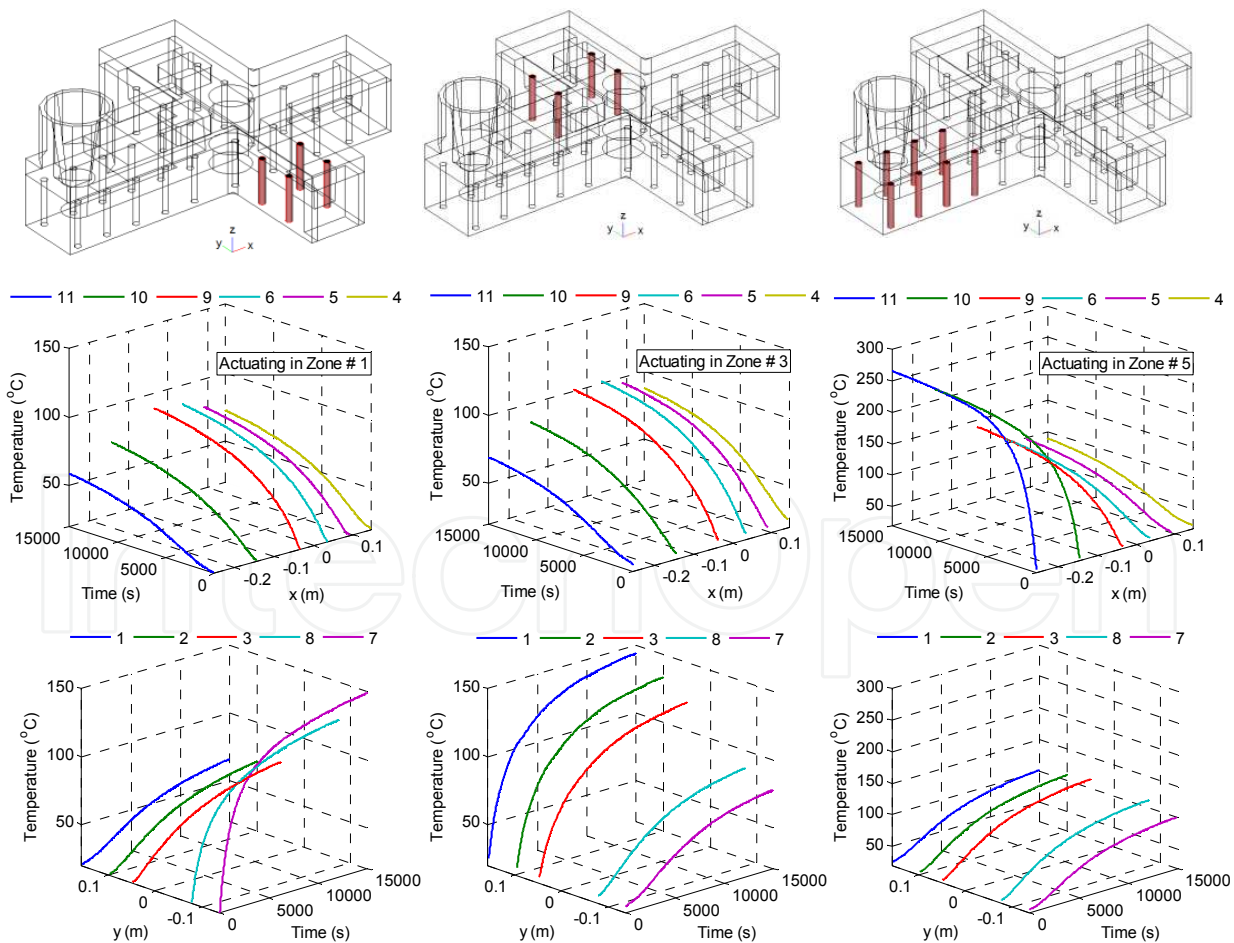 z
y x
z
y x
z
y x
11 10 9 6 5 4
11 10 9 6 5 4
11 10 9 6 5 4
150
100
50
Temperature (°C)
Actuating in Zone # 1
15000
10000
5000
0
Time (s)
-0.2
-0.1
0
0.1
x (m)
150
100
50
Temperature (°C)
Actuating in Zone # 3
15000
10000
5000
0
Time (s)
-0.2
-0.1
0
0.1
x (m)
300
250
200
150
100
50
Temperature (°C)
Actuating in Zone # 5
15000
10000
5000
0
Time (s)
-0.2
-0.1
0
0.1
x (m)
IntechOpen
1 2 3 8 7
1 2 3 8 7
1 2 3 8 7
150
100
50
Temperature (°C)
0.1
0
-0.1
y (m)
0
5000
10000
15000
Time (s)
150
100
50
Temperature (°C)
0.1
0
-0.1
y (m)
0
5000
10000
15000
Time (s)
300
250
200
150
100
50
Temperature (°C)
0.1
0
-0.1
y (m)
0
5000
10000
15000
Time (s)